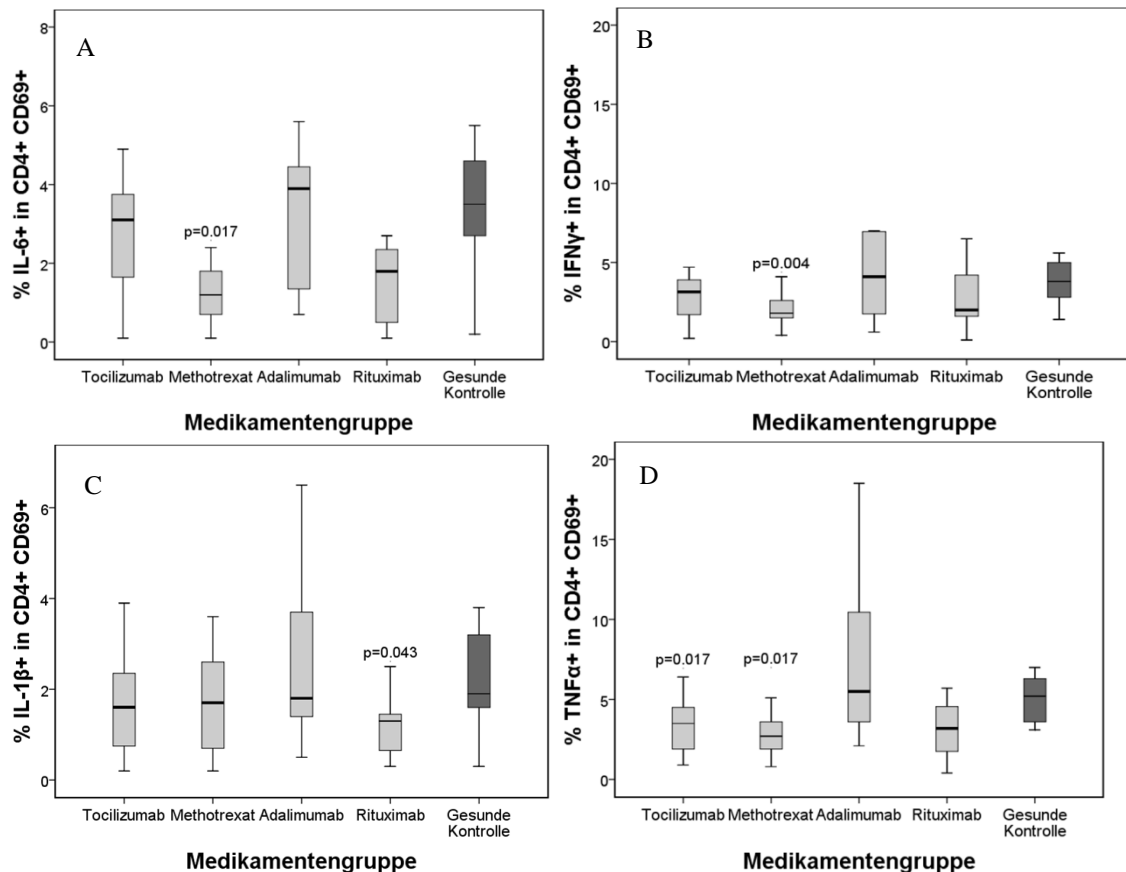 A
% IL-6+ in CD4+ CD69+
8
6
4
2
0
p=0.017
Tocilizumab Methotrexat Adalimumab Rituximab Gesunde
Kontrolle
Medikamentengruppe
B
% IFNγ+ in CD4+ CD69+
20
15
10
5
0
p=0.004
Tocilizumab Methotrexat Adalimumab Rituximab Gesunde
Kontrolle
Medikamentengruppe
C
% IL-1β+ in CD4+ CD69+
6
4
2
0
p=0.043
Tocilizumab Methotrexat Adalimumab Rituximab Gesunde
Kontrolle
Medikamentengruppe
D
% TNFα+ in CD4+ CD69+
20
15
10
5
0
p=0.017 p=0.017
Tocilizumab Methotrexat Adalimumab Rituximab Gesunde
Kontrolle
Medikamentengruppe